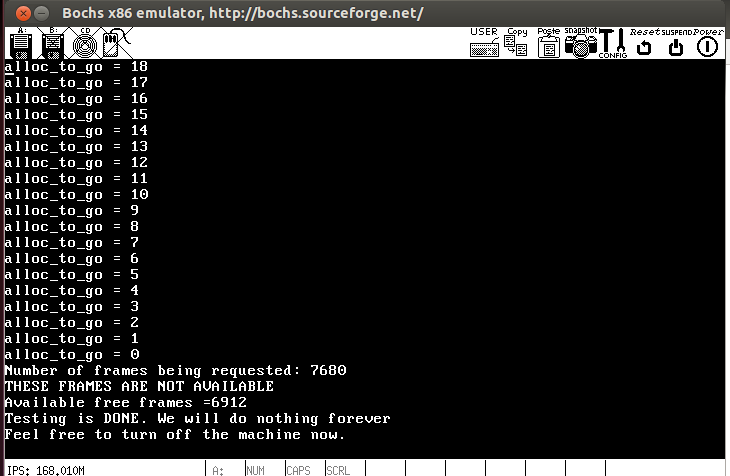 Bochs x86 emulator, http://bochs.sourceforge.net/
A:
B:
CD
USER
Copy
Paste
snapshot
CONFIG
Reset
SUSPEND
Power
alloc_to_go = 18
alloc_to_go = 17
alloc_to_go = 16
alloc_to_go = 15
alloc_to_go = 14
alloc_to_go = 13
alloc_to_go = 12
alloc_to_go = 11
alloc_to_go = 10
alloc_to_go = 9
alloc_to_go = 8
alloc_to_go = 7
alloc_to_go = 6
alloc_to_go = 5
alloc_to_go = 4
alloc_to_go = 3
alloc_to_go = 2
alloc_to_go = 1
alloc_to_go = 0
Number of frames being requested: 7680
THESE FRAMES ARE NOT AVAILABLE
Available free frames =6912
Testing is DONE. We will do nothing forever
Feel free to turn off the machine now.
IPS: 168.010M
A:
NUM
CAPS
SCRL